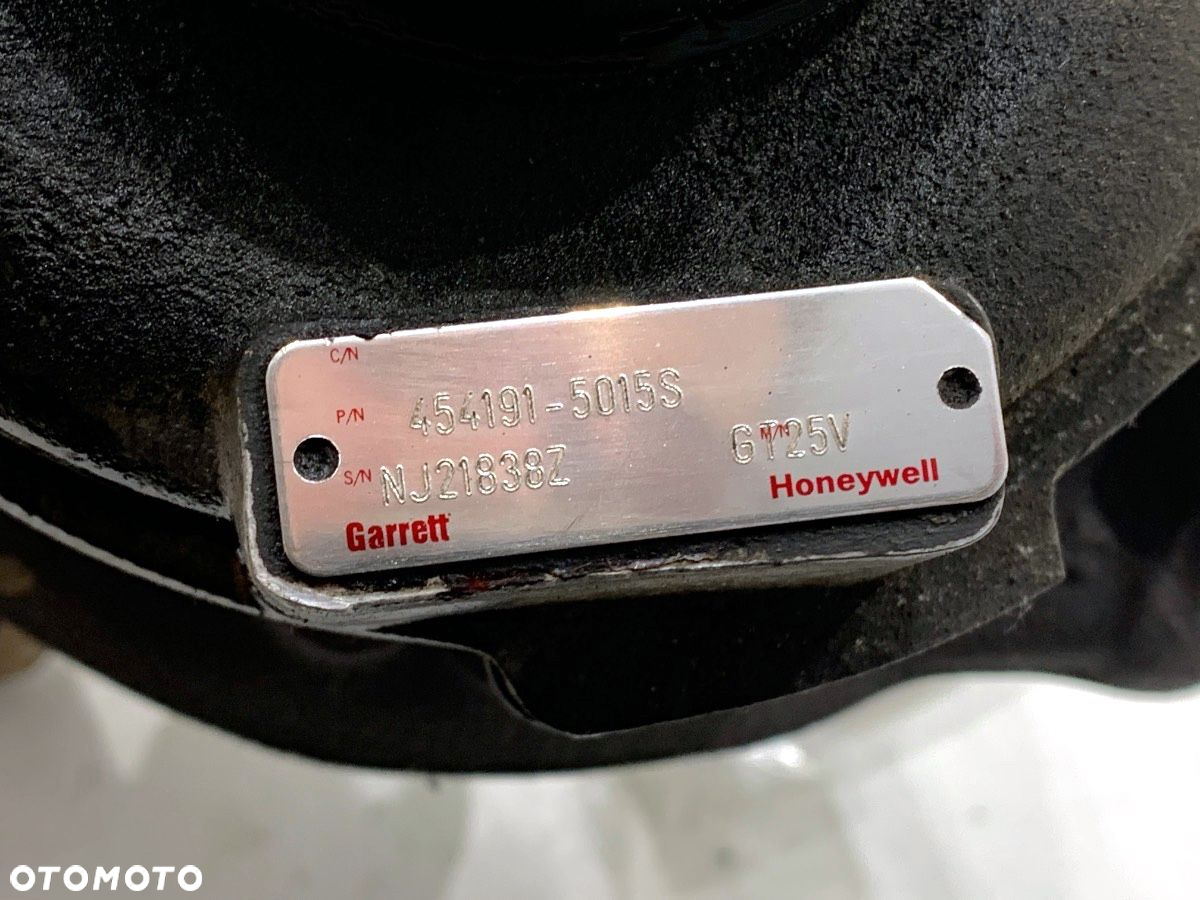 C/N
P/N 454191-5015S
S/N NJ21838Z
M/N GT25V
Garrett
Honeywell
OTOMOTO